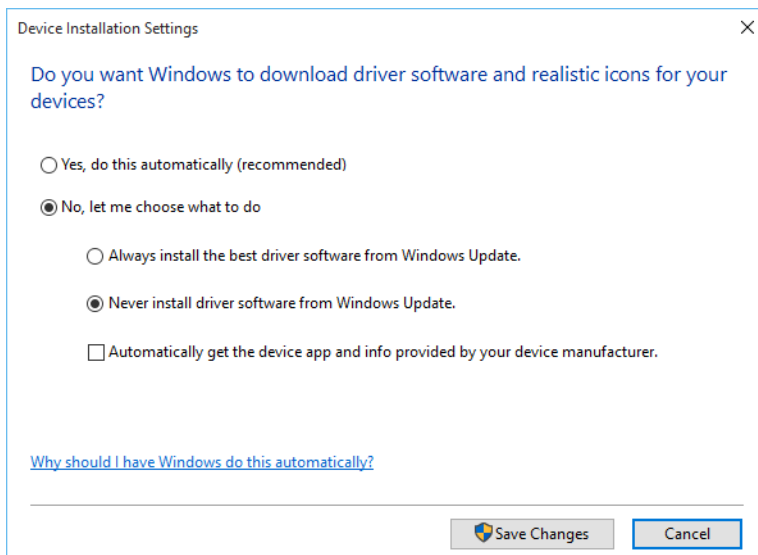 Device Installation Settings
Do you want Windows to download driver software and realistic icons for your
devices?
Yes, do this automatically (recommended)
No, let me choose what to do
Always install the best driver software from Windows Update.
Never install driver software from Windows Update.
Automatically get the device app and info provided by your device manufacturer.
Why should I have Windows do this automatically?
Save Changes
Cancel